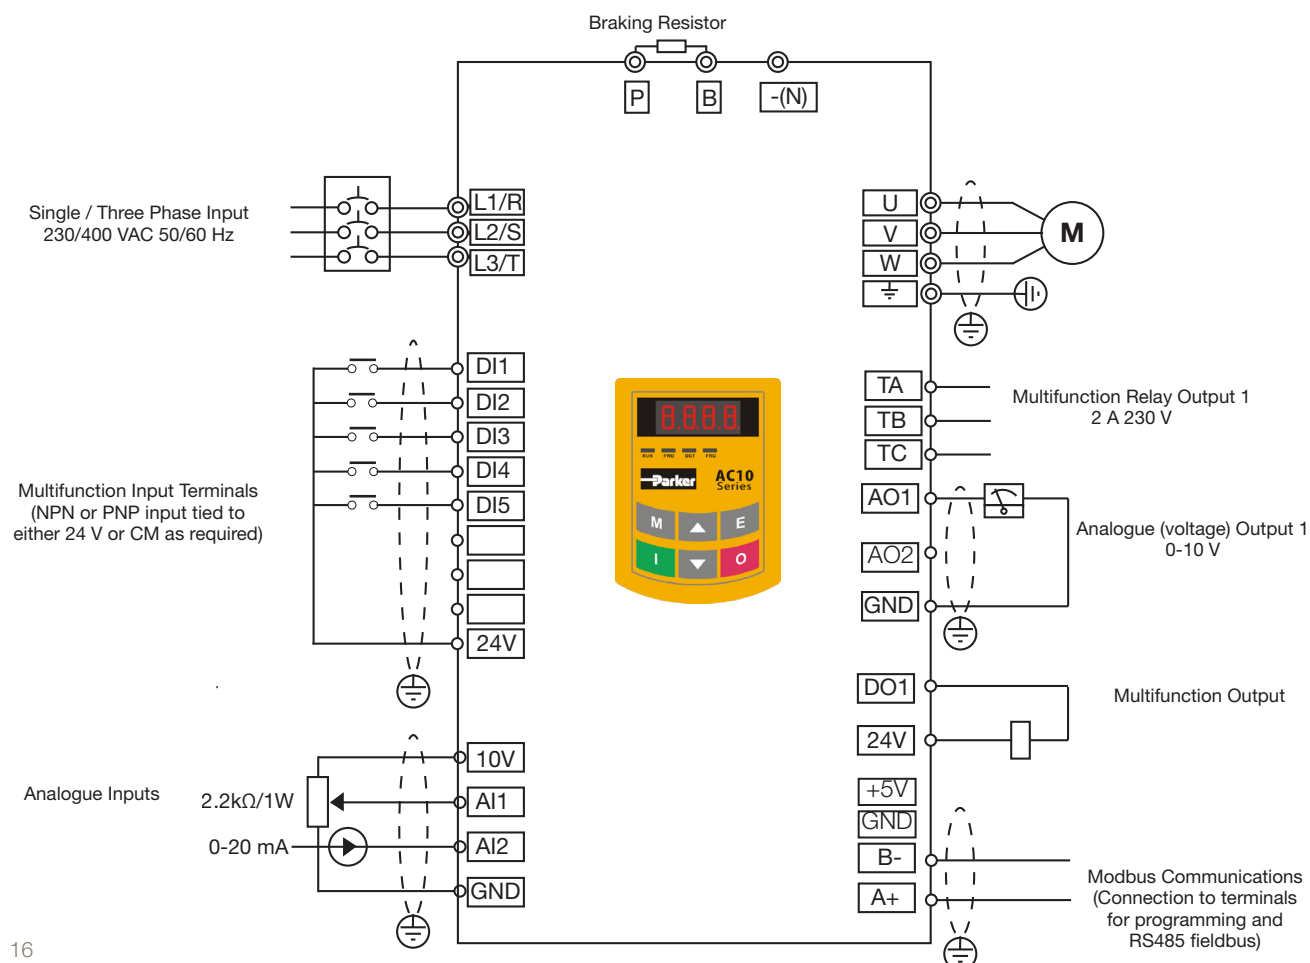 Braking Resistor
P B -(N)
Single / Three Phase Input
230/400 VAC 50/60 Hz
L1/R
L2/S
L3/T
U
V
W
M
Multifunction Input Terminals
(NPN or PNP input tied to
either 24 V or CM as required)
DI1
DI2
DI3
DI4
DI5
24V
8.8.8.8
RUN FWD DGT FRQ
Parker
AC10
Series
M E
I O
TA
TB
TC
Multifunction Relay Output 1
2 A 230 V
AO1
AO2
GND
Analogue (voltage) Output 1
0-10 V
DO1
24V
Multifunction Output
Analogue Inputs
2.2kΩ/1W
0-20 mA
10V
AI1
AI2
GND
+5V
GND
B-
A+
Modbus Communications
(Connection to terminals
for programming and
RS485 fieldbus)
16